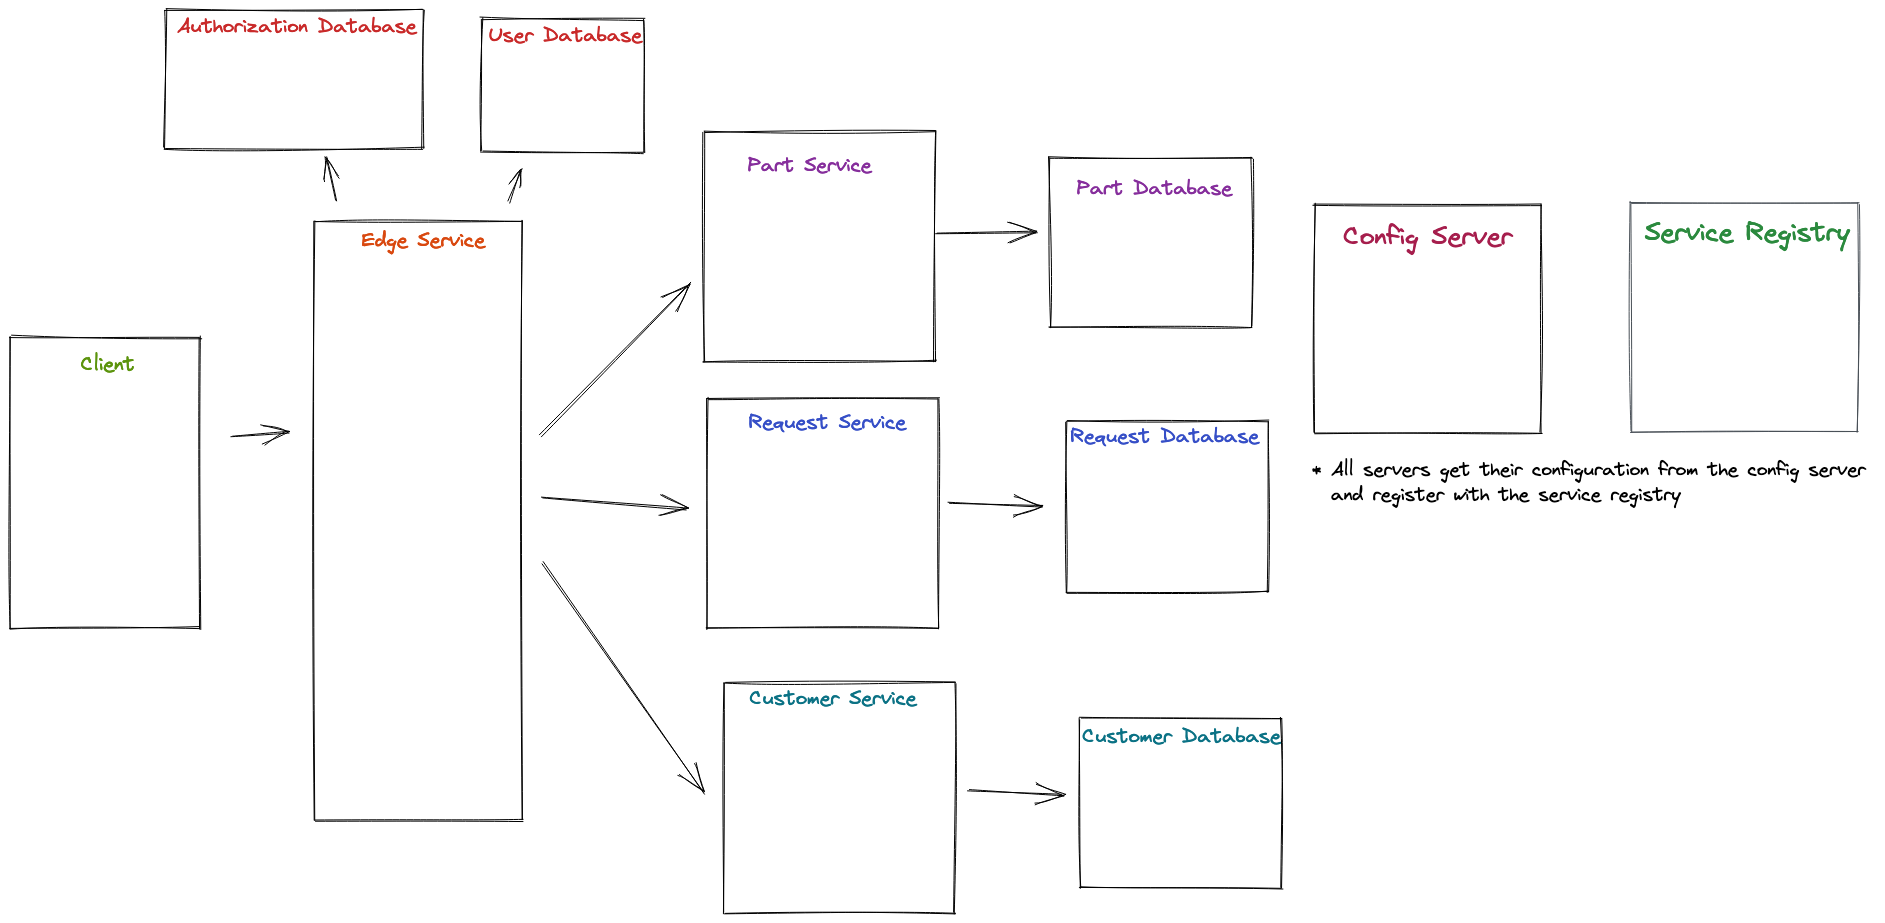 Authorization Database
User Database
Part Service
Part Database
Config Server
Service Registry
Edge Service
Client
Request Service
Request Database
* All servers get their configuration from the config server
and register with the service registry
Customer Service
Customer Database